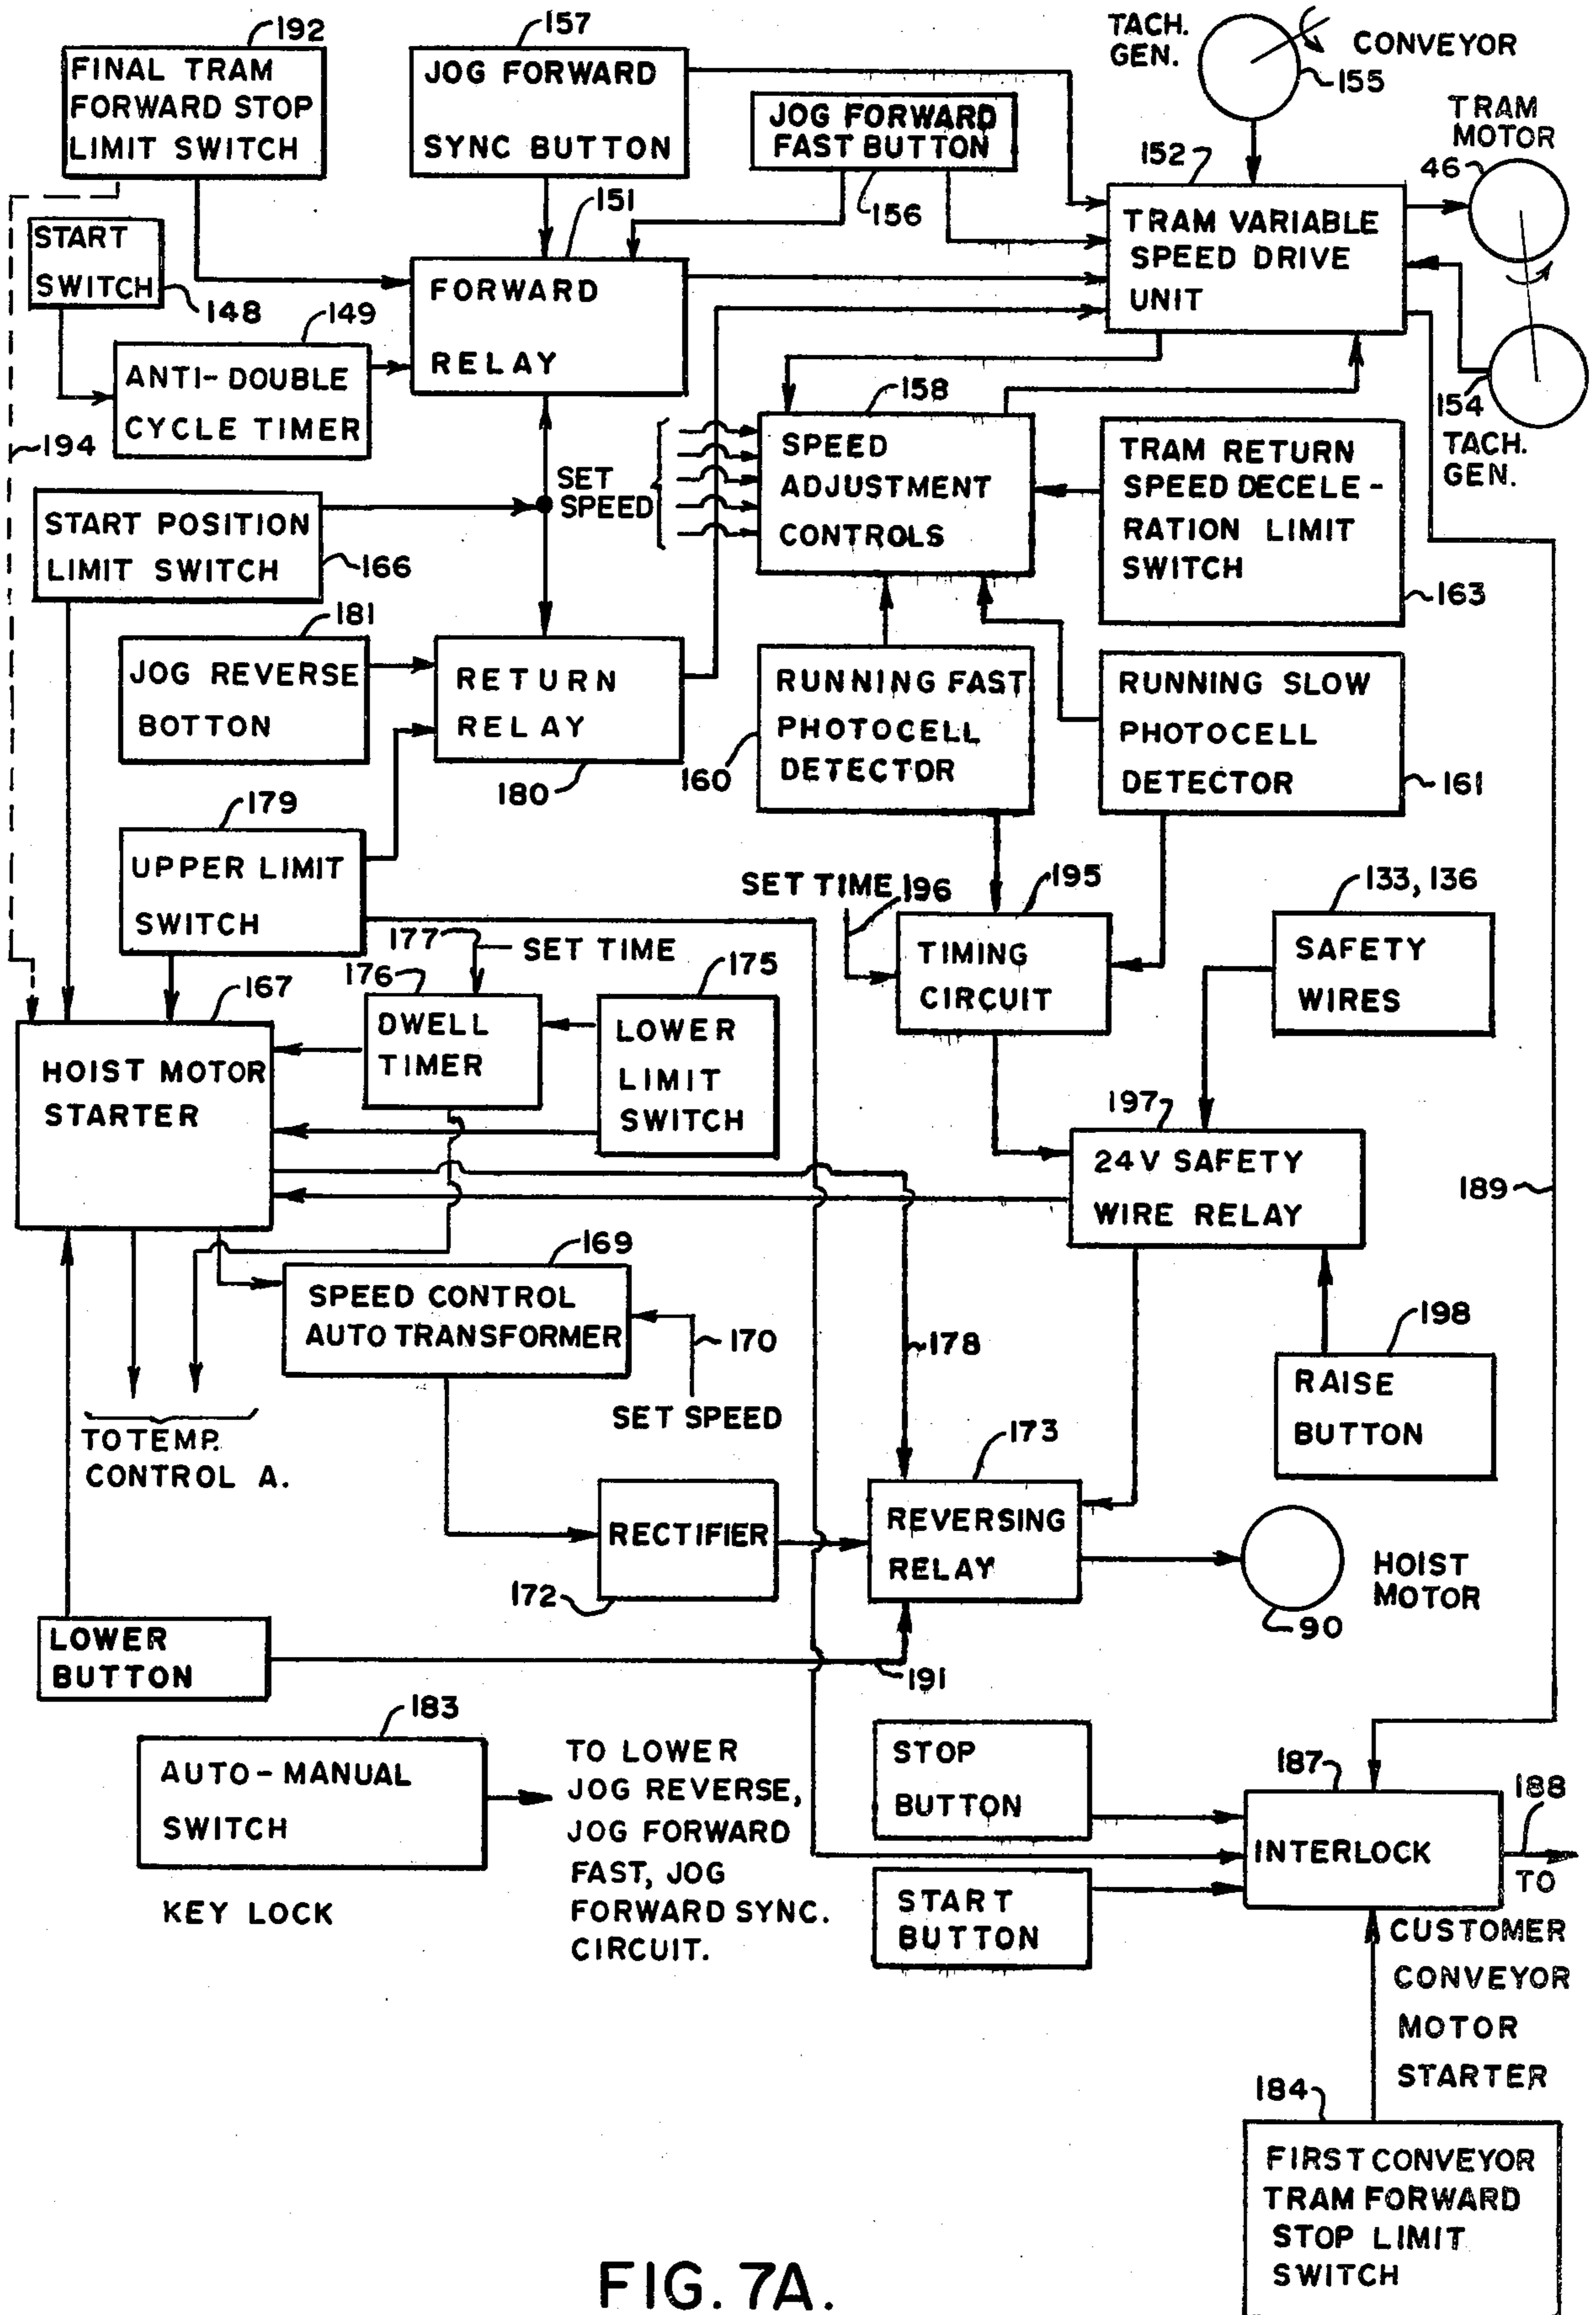 192
FINAL TRAM
FORWARD STOP
LIMIT SWITCH
157
JOG FORWARD
SYNC BUTTON
JOG FORWARD
FAST BUTTON
156
TACH.
GEN.
CONVEYOR
155
TRAM
MOTOR
46
152
TRAM VARIABLE
SPEED DRIVE
UNIT
154
TACH.
GEN.
START
SWITCH
148
149
ANTI-DOUBLE
CYCLE TIMER
151
FORWARD
RELAY
194
158
SPEED
ADJUSTMENT
CONTROLS
SET
SPEED
TRAM RETURN
SPEED DECELE-
RATION LIMIT
SWITCH
163
START POSITION
LIMIT SWITCH
166
181
JOG REVERSE
BOTTON
RETURN
RELAY
180
RUNNING FAST
PHOTOCELL
DETECTOR
160
RUNNING SLOW
PHOTOCELL
DETECTOR
161
179
UPPER LIMIT
SWITCH
177
SET TIME
176
DWELL
TIMER
175
LOWER
LIMIT
SWITCH
SET TIME
196
195
TIMING
CIRCUIT
133, 136
SAFETY
WIRES
167
HOIST MOTOR
STARTER
197
24V SAFETY
WIRE RELAY
189
169
SPEED CONTROL
AUTO TRANSFORMER
170
SET SPEED
178
198
RAISE
BUTTON
TO TEMP.
CONTROL A.
RECTIFIER
172
173
REVERSING
RELAY
HOIST
MOTOR
90
LOWER
BUTTON
191
183
AUTO-MANUAL
SWITCH
KEY LOCK
TO LOWER
JOG REVERSE,
JOG FORWARD
FAST, JOG
FORWARD SYNC.
CIRCUIT.
STOP
BUTTON
START
BUTTON
187
INTERLOCK
188
TO
CUSTOMER
CONVEYOR
MOTOR
STARTER
184
FIRST CONVEYOR
TRAM FORWARD
STOP LIMIT
SWITCH
FIG. 7A.